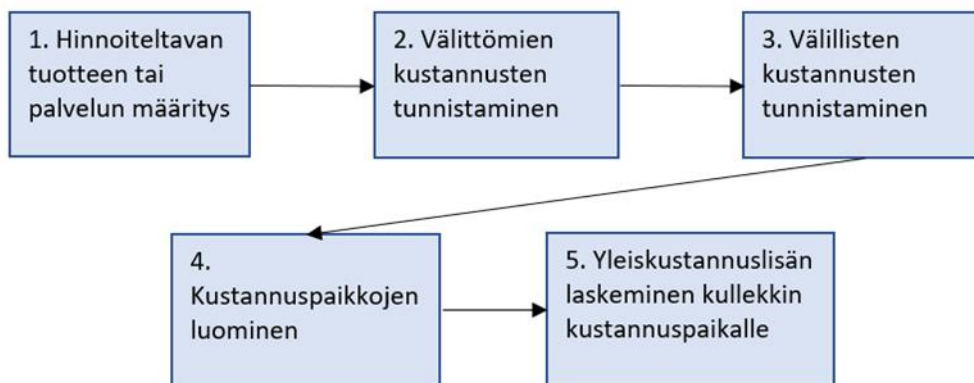 1. Hinnoiteltavan
tuotteen tai
palvelun määritys
2. Välittömien
kustannusten
tunnistaminen
3. Välillisten
kustannusten
tunnistaminen
4.
Kustannuspaikkojen
luominen
5. Yleiskustannuslisän
laskeminen kullekkin
kustannuspaikalle